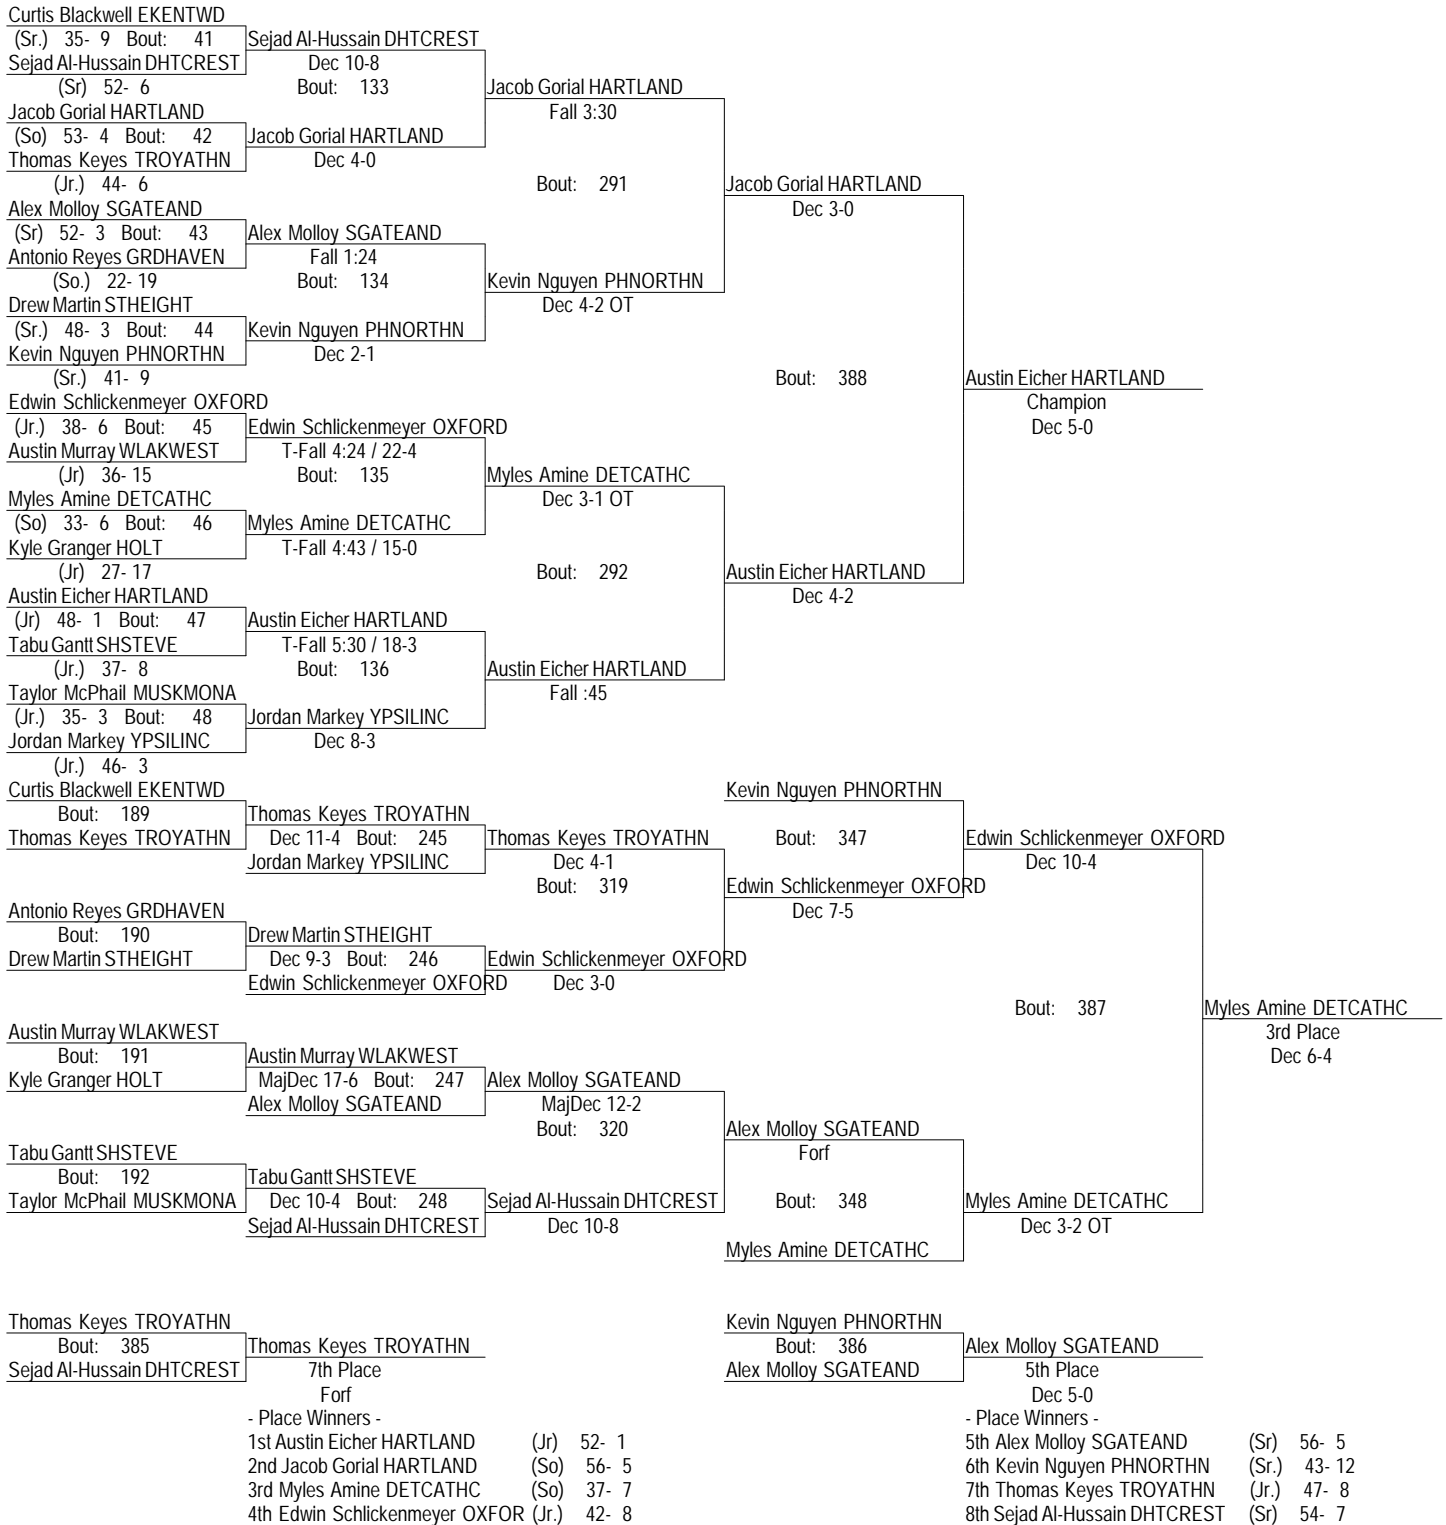 Curtis Blackwell EKENTWD
(Sr.) 35- 9 Bout: 41 Sejad Al-Hussain DHTCREST
Sejad Al-Hussain DHTCREST Dec 10-8
(Sr) 52- 6 Bout: 133 Jacob Gorial HARTLAND
Jacob Gorial HARTLAND Fall 3:30
(So) 53- 4 Bout: 42 Jacob Gorial HARTLAND
Thomas Keyes TROYATHN Dec 4-0
(Jr.) 44- 6 Bout: 291 Jacob Gorial HARTLAND
Alex Molloy SGATEAND Dec 3-0
(Sr) 52- 3 Bout: 43 Alex Molloy SGATEAND
Antonio Reyes GRDHAVEN Fall 1:24
(So.) 22- 19 Bout: 134 Kevin Nguyen PHNORTHN
Drew Martin STHEIGHT Dec 4-2 OT
(Sr.) 48- 3 Bout: 44 Kevin Nguyen PHNORTHN
Kevin Nguyen PHNORTHN Dec 2-1
(Sr.) 41- 9 Bout: 388 Austin Eicher HARTLAND
Edwin Schlickenmeyer OXFORD Champion
(Jr.) 38- 6 Bout: 45 Edwin Schlickenmeyer OXFORD Dec 5-0
Austin Murray WLAKWEST T-Fall 4:24 / 22-4
(Jr) 36- 15 Bout: 135 Myles Amine DETCATHC
Myles Amine DETCATHC Dec 3-1 OT
(So) 33- 6 Bout: 46 Myles Amine DETCATHC
Kyle Granger HOLT T-Fall 4:43 / 15-0
(Jr) 27- 17 Bout: 292 Austin Eicher HARTLAND
Austin Eicher HARTLAND Dec 4-2
(Jr) 48- 1 Bout: 47 Austin Eicher HARTLAND
Tabu Gantt SHSTEVE T-Fall 5:30 / 18-3
(Jr.) 37- 8 Bout: 136 Austin Eicher HARTLAND
Taylor McPhail MUSKMONA Fall :45
(Jr.) 35- 3 Bout: 48 Jordan Markey YPSILINC
Jordan Markey YPSILINC Dec 8-3
(Jr.) 46- 3
Curtis Blackwell EKENTWD Kevin Nguyen PHNORTHN
Bout: 189 Thomas Keyes TROYATHN
Thomas Keyes TROYATHN Dec 11-4 Bout: 245 Thomas Keyes TROYATHN Bout: 347 Edwin Schlickenmeyer OXFORD
Jordan Markey YPSILINC Dec 4-1 Dec 10-4
Bout: 319 Edwin Schlickenmeyer OXFORD
Antonio Reyes GRDHAVEN Dec 7-5
Bout: 190 Drew Martin STHEIGHT
Drew Martin STHEIGHT Dec 9-3 Bout: 246 Edwin Schlickenmeyer OXFORD
Edwin Schlickenmeyer OXFORD Dec 3-0
Bout: 387 Myles Amine DETCATHC
Austin Murray WLAKWEST 3rd Place
Bout: 191 Austin Murray WLAKWEST Dec 6-4
Kyle Granger HOLT MajDec 17-6 Bout: 247 Alex Molloy SGATEAND
Alex Molloy SGATEAND MajDec 12-2
Bout: 320 Alex Molloy SGATEAND
Tabu Gantt SHSTEVE Forf
Bout: 192 Tabu Gantt SHSTEVE
Taylor McPhail MUSKMONA Dec 10-4 Bout: 248 Sejad Al-Hussain DHTCREST Bout: 348 Myles Amine DETCATHC
Sejad Al-Hussain DHTCREST Dec 10-8 Dec 3-2 OT
Myles Amine DETCATHC
Thomas Keyes TROYATHN Kevin Nguyen PHNORTHN
Bout: 385 Thomas Keyes TROYATHN Bout: 386 Alex Molloy SGATEAND
Sejad Al-Hussain DHTCREST 7th Place Alex Molloy SGATEAND 5th Place
Forf Dec 5-0
- Place Winners - - Place Winners -
1st Austin Eicher HARTLAND (Jr) 52- 1 5th Alex Molloy SGATEAND (Sr) 56- 5
2nd Jacob Gorial HARTLAND (So) 56- 5 6th Kevin Nguyen PHNORTHN (Sr.) 43- 12
3rd Myles Amine DETCATHC (So) 37- 7 7th Thomas Keyes TROYATHN (Jr.) 47- 8
4th Edwin Schlickenmeyer OXFOR (Jr.) 42- 8 8th Sejad Al-Hussain DHTCREST (Sr) 54- 7